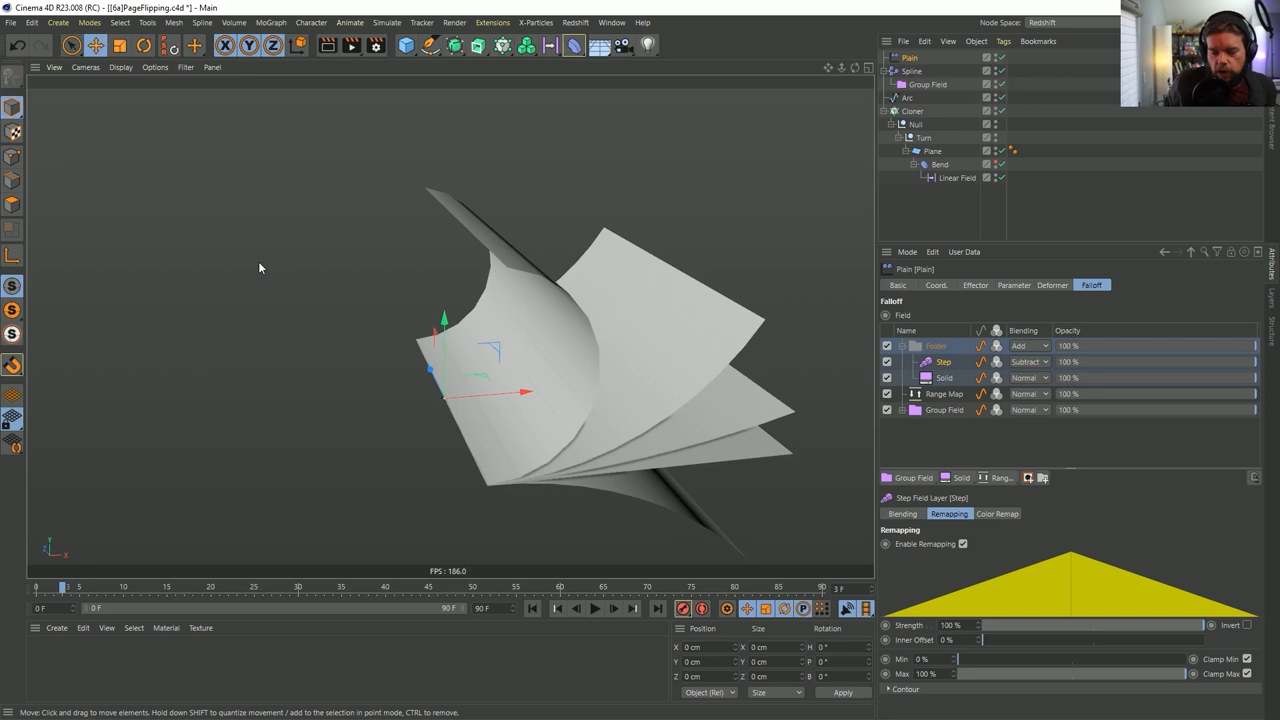 Cinema 4D R23.008 (RC) - [[6a]PageFlipping.c4d *] - Main
File Edit Create Modes Select Tools Mesh Spline Volume MoGraph Character Animate Simulate Tracker Render Extensions X-Particles Redshift Window Help Node Space: Redshift
X Y Z
File Edit View Object Tags Bookmarks
View Cameras Display Options Filter Panel
Plain
Spline
Group Field
Arc
Cloner
Null
Turn
Plane
Bend
Linear Field
Mode Edit User Data
Plain [Plain]
Basic Coord. Effector Parameter Deformer Falloff
Falloff
Field
Name Blending Opacity
Folder Add 100 %
Step Subtract 100 %
Solid Normal 100 %
Range Map Normal 100 %
Group Field Normal 100 %
Group Field Solid Rang...
Step Field Layer [Step]
Blending Remapping Color Remap
Remapping
Enable Remapping
Strength . . 100 % Invert
Inner Offset 0 %
Min 0 % Clamp Min
Max 100 % Clamp Max
Contour
Attributes
Layers
Structure
Y
Z X
FPS : 186.0
0 3 5 10 15 20 25 30 35 40 45 50 55 60 65 70 75 80 85 90 3 F
0 F 0 F 90 F 90 F
Create Edit View Select Material Texture
Position Size Rotation
X 0 cm X 0 cm H 0 °
Y 0 cm Y 0 cm P 0 °
Z 0 cm Z 0 cm B 0 °
Object (Rel) Size Apply
Move: Click and drag to move elements. Hold down SHIFT to quantize movement / add to the selection in point mode, CTRL to remove.